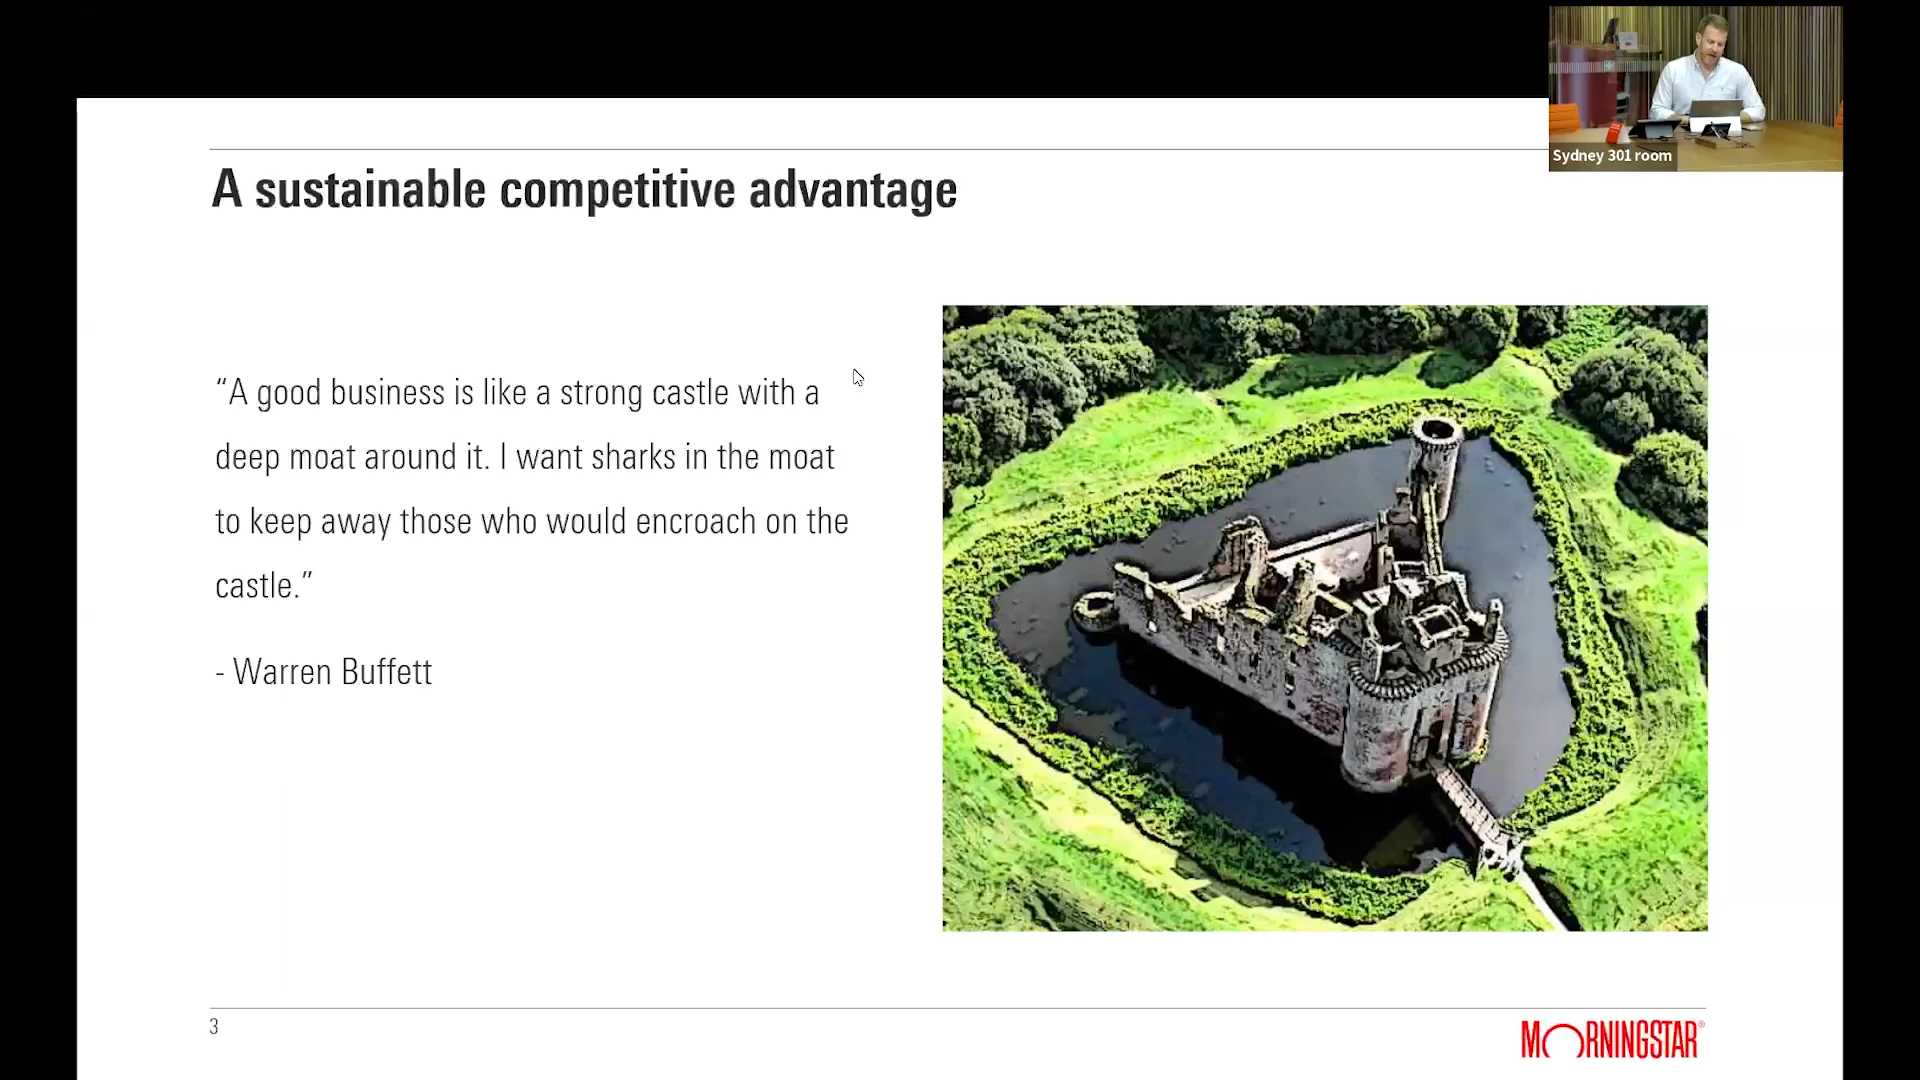 Sydney 301 room
A sustainable competitive advantage
“A good business is like a strong castle with a
deep moat around it. I want sharks in the moat
to keep away those who would encroach on the
castle.”
- Warren Buffett
3
MORNINGSTAR®